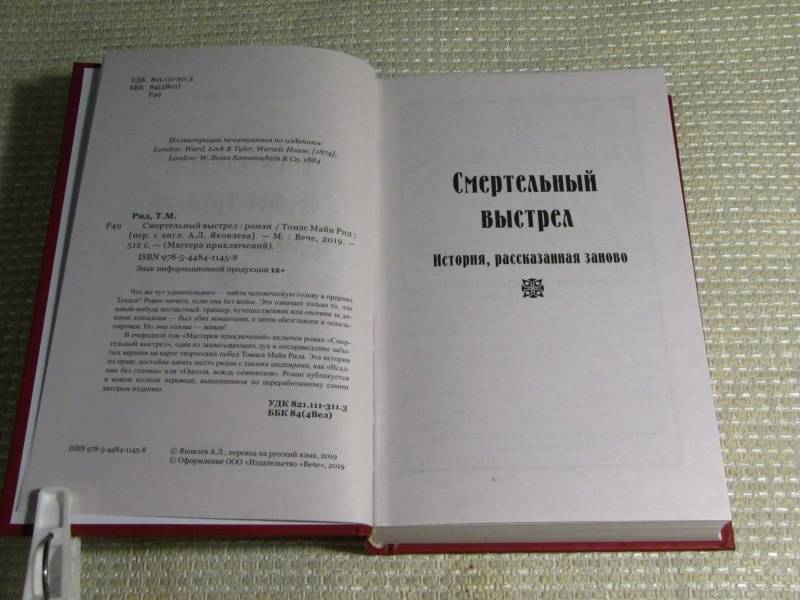 УДК 821.111-311.3
ББК 84(4Вел)
Р49
Иллюстрации печатаются по изданиям:
London: Ward, Lock & Tyler, Warwic House, [1874];
London: W. Swan Sonnenschein & Co, 1884
Рид, Т.М.
Р49 Смертельный выстрел : роман / Томас Майн Рид ;
[пер. с англ. А.Л. Яковлева]. — М. : Вече, 2019. —
512 с. — (Мастера приключений).
ISBN 978-5-4484-1145-8
Знак информационной продукции 12+
Что же тут удивительного — найти человеческую голову в прериях
Техаса? Ровно ничего, если она без волос. Это означает только то, что
какой-нибудь несчастный: траппер, путешественник или охотник за ди-
кими лошадьми — был убит команчами, а затем обезглавлен и оскаль-
пирован. Но эта голова — живая!
В очередной том «Мастеров приключений» включен роман «Смер-
тельный выстрел», одна из захватывающих дух и несправедливо забы-
тых вершин на карте творческих побед Томаса Майн Рида. Эта история
по праву достойна занять место рядом с такими шедеврами, как «Всад-
ник без головы» или «Оцеола, вождь семинолов». Роман публикуется
в новом полном переводе, выполненном по переработанному самим
автором изданию.
УДК 821.111-311.3
ББК 84(4Вел)
ISBN 978-5-4484-1145-8
© Яковлев А.Л., перевод на русский язык, 2019
© Оформление ООО «Издательство «Вече», 2019
Смертельный
выстрел
История, рассказанная заново